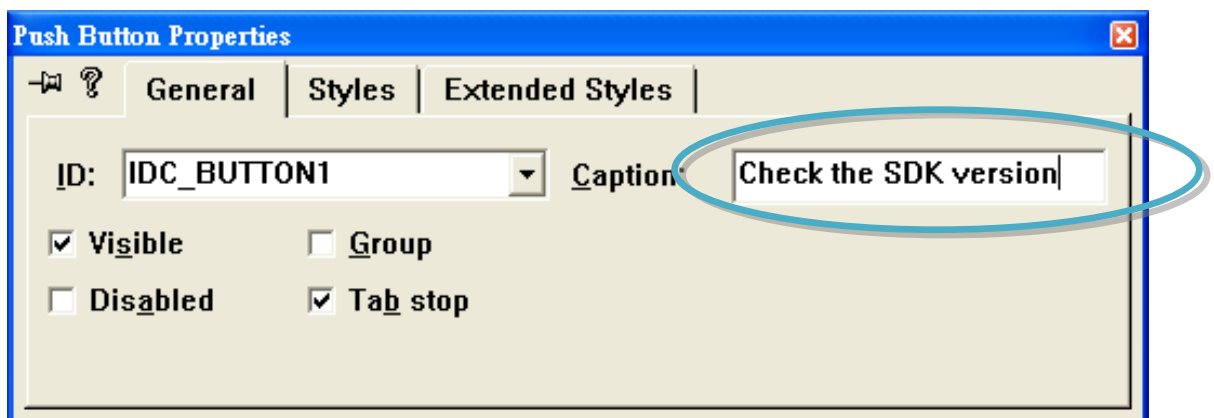 Push Button Properties
General Styles Extended Styles
ID: IDC_BUTTON1 Caption: Check the SDK version
Visible Group
Disabled Tab stop